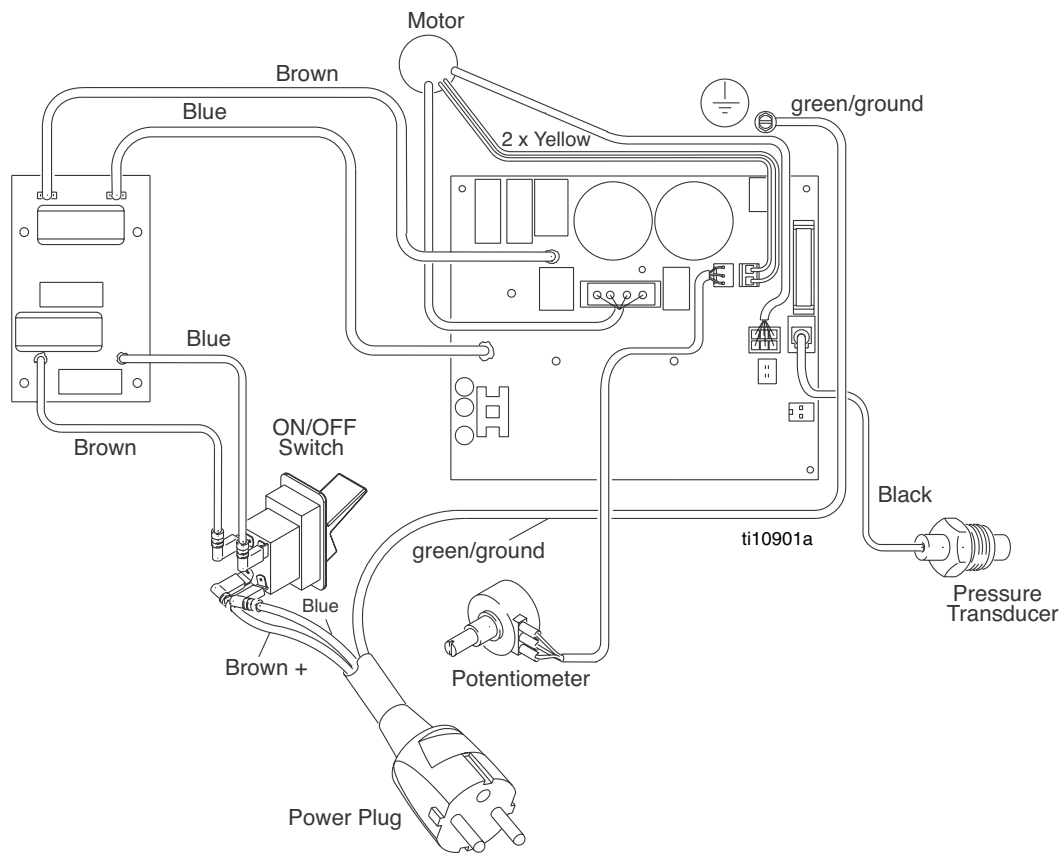 Motor
Brown
Blue
green/ground
2 x Yellow
Blue
Brown
ON/OFF
Switch
Black
green/ground
ti10901a
Blue
Brown +
Potentiometer
Pressure
Transducer
Power Plug